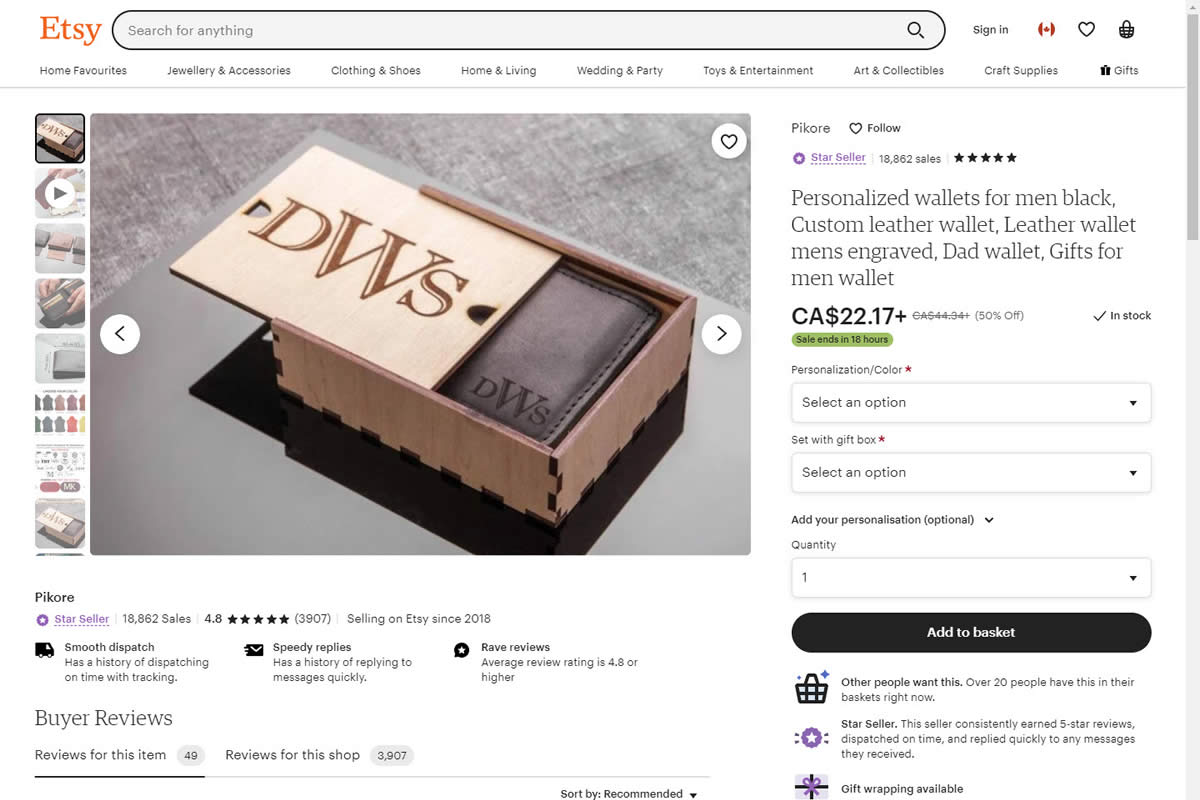 Etsy
Search for anything
Sign in
Home Favourites
Jewellery & Accessories
Clothing & Shoes
Home & Living
Wedding & Party
Toys & Entertainment
Art & Collectibles
Craft Supplies
Gifts
DWS
DWS
MK
Pikore
Follow
Star Seller
18,862 sales
Personalized wallets for men black,
Custom leather wallet, Leather wallet
mens engraved, Dad wallet, Gifts for
men wallet
CA$22.17+ CA$44.34+ (50% Off)
In stock
Sale ends in 18 hours
Personalization/Color *
Select an option
Set with gift box *
Select an option
Add your personalisation (optional)
Quantity
1
Add to basket
Other people want this. Over 20 people have this in their
baskets right now.
Star Seller. This seller consistently earned 5-star reviews,
dispatched on time, and replied quickly to any messages
they received.
Gift wrapping available
Pikore
Star Seller
18,862 Sales
4.8
(3907)
Selling on Etsy since 2018
Smooth dispatch
Has a history of dispatching
on time with tracking.
Speedy replies
Has a history of replying to
messages quickly.
Rave reviews
Average review rating is 4.8 or
higher
Buyer Reviews
Reviews for this item 49
Reviews for this shop 3,907
Sort by: Recommended